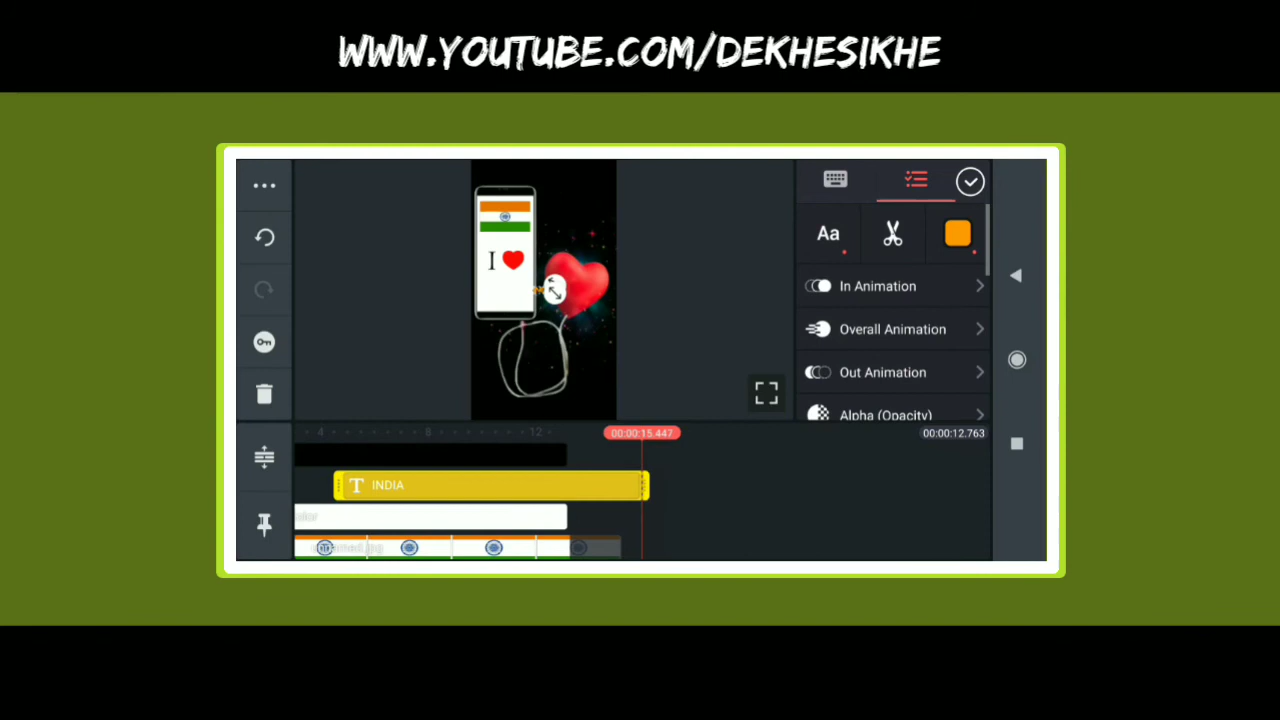 WWW.YOUTUBE.COM/DEKHESIKHE
I
Aa
In Animation
Overall Animation
Out Animation
Alpha (Opacity)
4 8 12
00:00:15.447
00:00:12.763
T INDIA